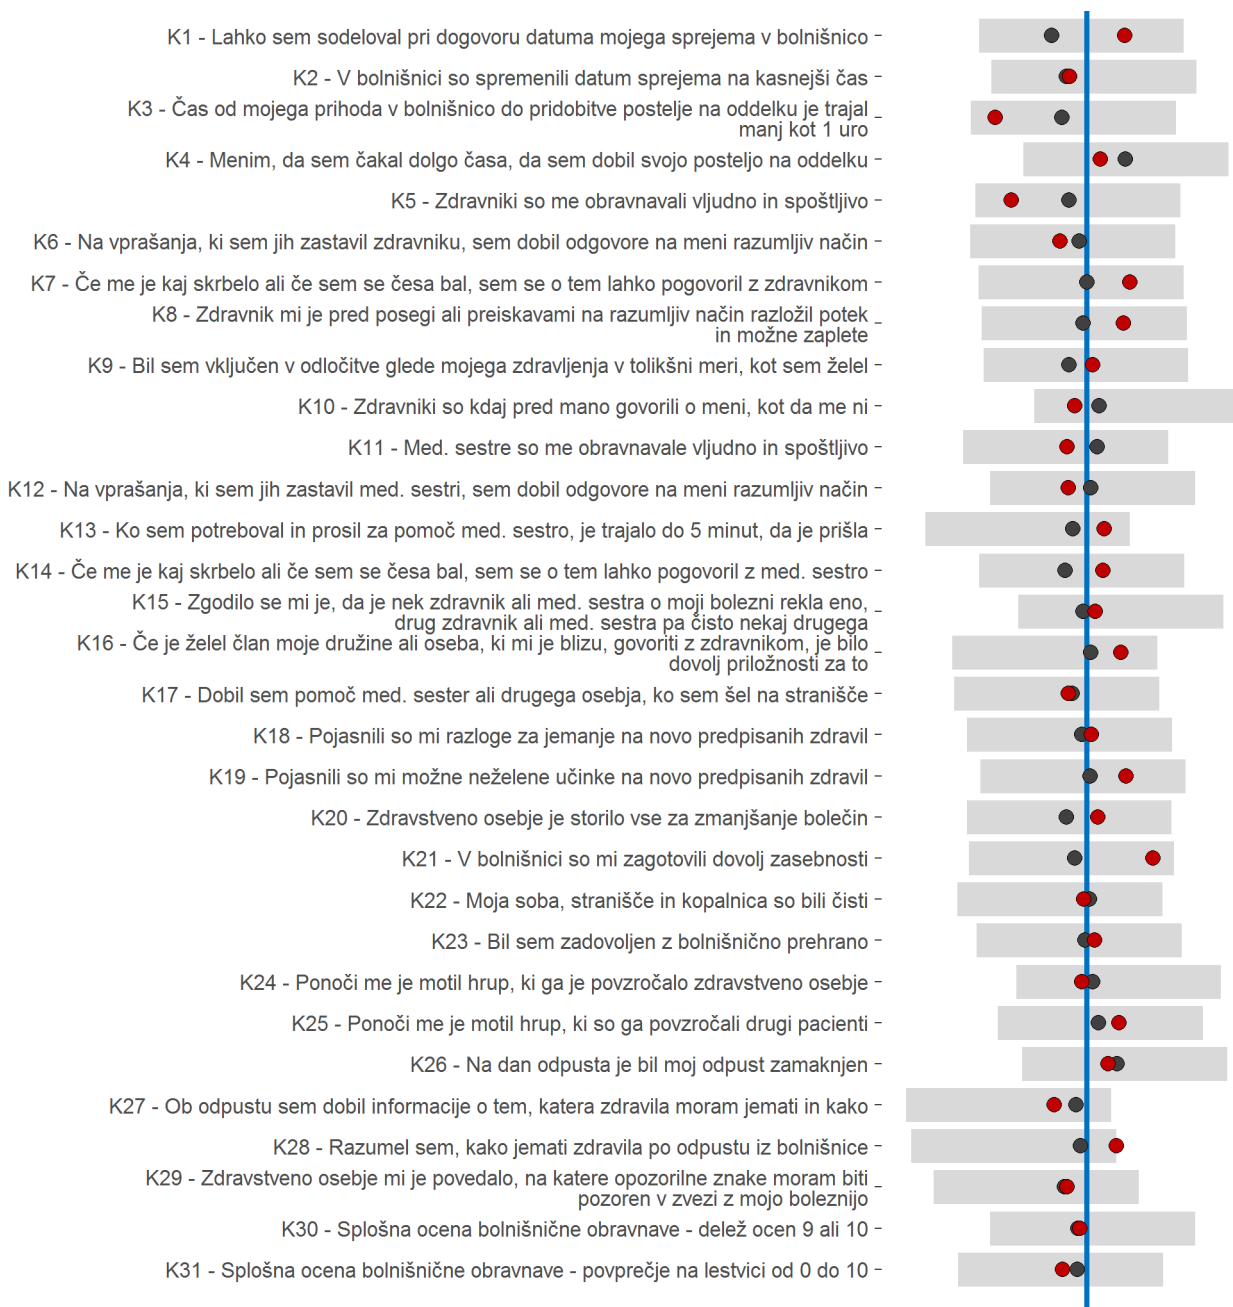 K1 - Lahko sem sodeloval pri dogovoru datuma mojega sprejema v bolnišnico
K2 - V bolnišnici so spremenili datum sprejema na kasnejši čas
K3 - Čas od mojega prihoda v bolnišnico do pridobitve postelje na oddelku je trajal
manj kot 1 uro
K4 - Menim, da sem čakal dolgo časa, da sem dobil svojo posteljo na oddelku
K5 - Zdravniki so me obravnavali vljudno in spoštljivo
K6 - Na vprašanja, ki sem jih zastavil zdravniku, sem dobil odgovore na meni razumljiv način
K7 - Če me je kaj skrbelo ali če sem se česa bal, sem se o tem lahko pogovoril z zdravnikom
K8 - Zdravnik mi je pred posegi ali preiskavami na razumljiv način razložil potek
in možne zaplete
K9 - Bil sem vključen v odločitve glede mojega zdravljenja v tolikšni meri, kot sem želel
K10 - Zdravniki so kdaj pred mano govorili o meni, kot da me ni
K11 - Med. sestre so me obravnavale vljudno in spoštljivo
K12 - Na vprašanja, ki sem jih zastavil med. sestri, sem dobil odgovore na meni razumljiv način
K13 - Ko sem potreboval in prosil za pomoč med. sestro, je trajalo do 5 minut, da je prišla
K14 - Če me je kaj skrbelo ali če sem se česa bal, sem se o tem lahko pogovoril z med. sestro
K15 - Zgodilo se mi je, da je nek zdravnik ali med. sestra o moji bolezni rekla eno,
drug zdravnik ali med. sestra pa čisto nekaj drugega
K16 - Če je želel član moje družine ali oseba, ki mi je blizu, govoriti z zdravnikom, je bilo
dovolj priložnosti za to
K17 - Dobil sem pomoč med. sester ali drugega osebja, ko sem šel na stranišče
K18 - Pojasnili so mi razloge za jemanje na novo predpisanih zdravil
K19 - Pojasnili so mi možne neželene učinke na novo predpisanih zdravil
K20 - Zdravstveno osebje je storilo vse za zmanjšanje bolečin
K21 - V bolnišnici so mi zagotovili dovolj zasebnosti
K22 - Moja soba, stranišče in kopalnica so bili čisti
K23 - Bil sem zadovoljen z bolnišnično prehrano
K24 - Ponoči me je motil hrup, ki ga je povzročalo zdravstveno osebje
K25 - Ponoči me je motil hrup, ki so ga povzročali drugi pacienti
K26 - Na dan odpusta je bil moj odpust zamaknjen
K27 - Ob odpustu sem dobil informacije o tem, katera zdravila moram jemati in kako
K28 - Razumel sem, kako jemati zdravila po odpustu iz bolnišnice
K29 - Zdravstveno osebje mi je povedalo, na katere opozorilne znake moram biti
pozoren v zvezi z mojo boleznijo
K30 - Splošna ocena bolnišnične obravnave - delež ocen 9 ali 10
K31 - Splošna ocena bolnišnične obravnave - povprečje na lestvici od 0 do 10